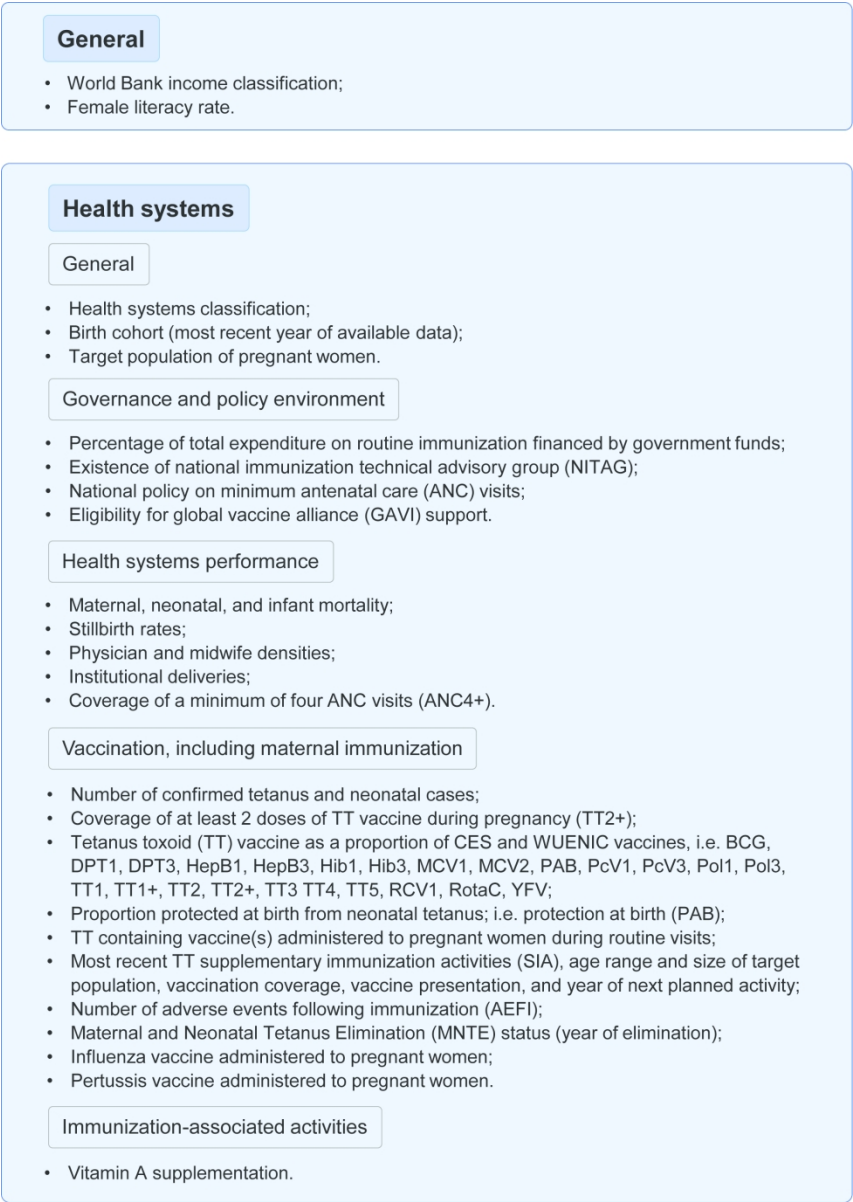 General
• World Bank income classification;
• Female literacy rate.
Health systems
General
• Health systems classification;
• Birth cohort (most recent year of available data);
• Target population of pregnant women.
Governance and policy environment
• Percentage of total expenditure on routine immunization financed by government funds;
• Existence of national immunization technical advisory group (NITAG);
• National policy on minimum antenatal care (ANC) visits;
• Eligibility for global vaccine alliance (GAVI) support.
Health systems performance
• Maternal, neonatal, and infant mortality;
• Stillbirth rates;
• Physician and midwife densities;
• Institutional deliveries;
• Coverage of a minimum of four ANC visits (ANC4+).
Vaccination, including maternal immunization
• Number of confirmed tetanus and neonatal cases;
• Coverage of at least 2 doses of TT vaccine during pregnancy (TT2+);
• Tetanus toxoid (TT) vaccine as a proportion of CES and WUENIC vaccines, i.e. BCG,
DPT1, DPT3, HepB1, HepB3, Hib1, Hib3, MCV1, MCV2, PAB, PcV1, PcV3, Pol1, Pol3,
TT1, TT1+, TT2, TT2+, TT3 TT4, TT5, RCV1, RotaC, YFV;
• Proportion protected at birth from neonatal tetanus; i.e. protection at birth (PAB);
• TT containing vaccine(s) administered to pregnant women during routine visits;
• Most recent TT supplementary immunization activities (SIA), age range and size of target
population, vaccination coverage, vaccine presentation, and year of next planned activity;
• Number of adverse events following immunization (AEFI);
• Maternal and Neonatal Tetanus Elimination (MNTE) status (year of elimination);
• Influenza vaccine administered to pregnant women;
• Pertussis vaccine administered to pregnant women.
Immunization-associated activities
• Vitamin A supplementation.